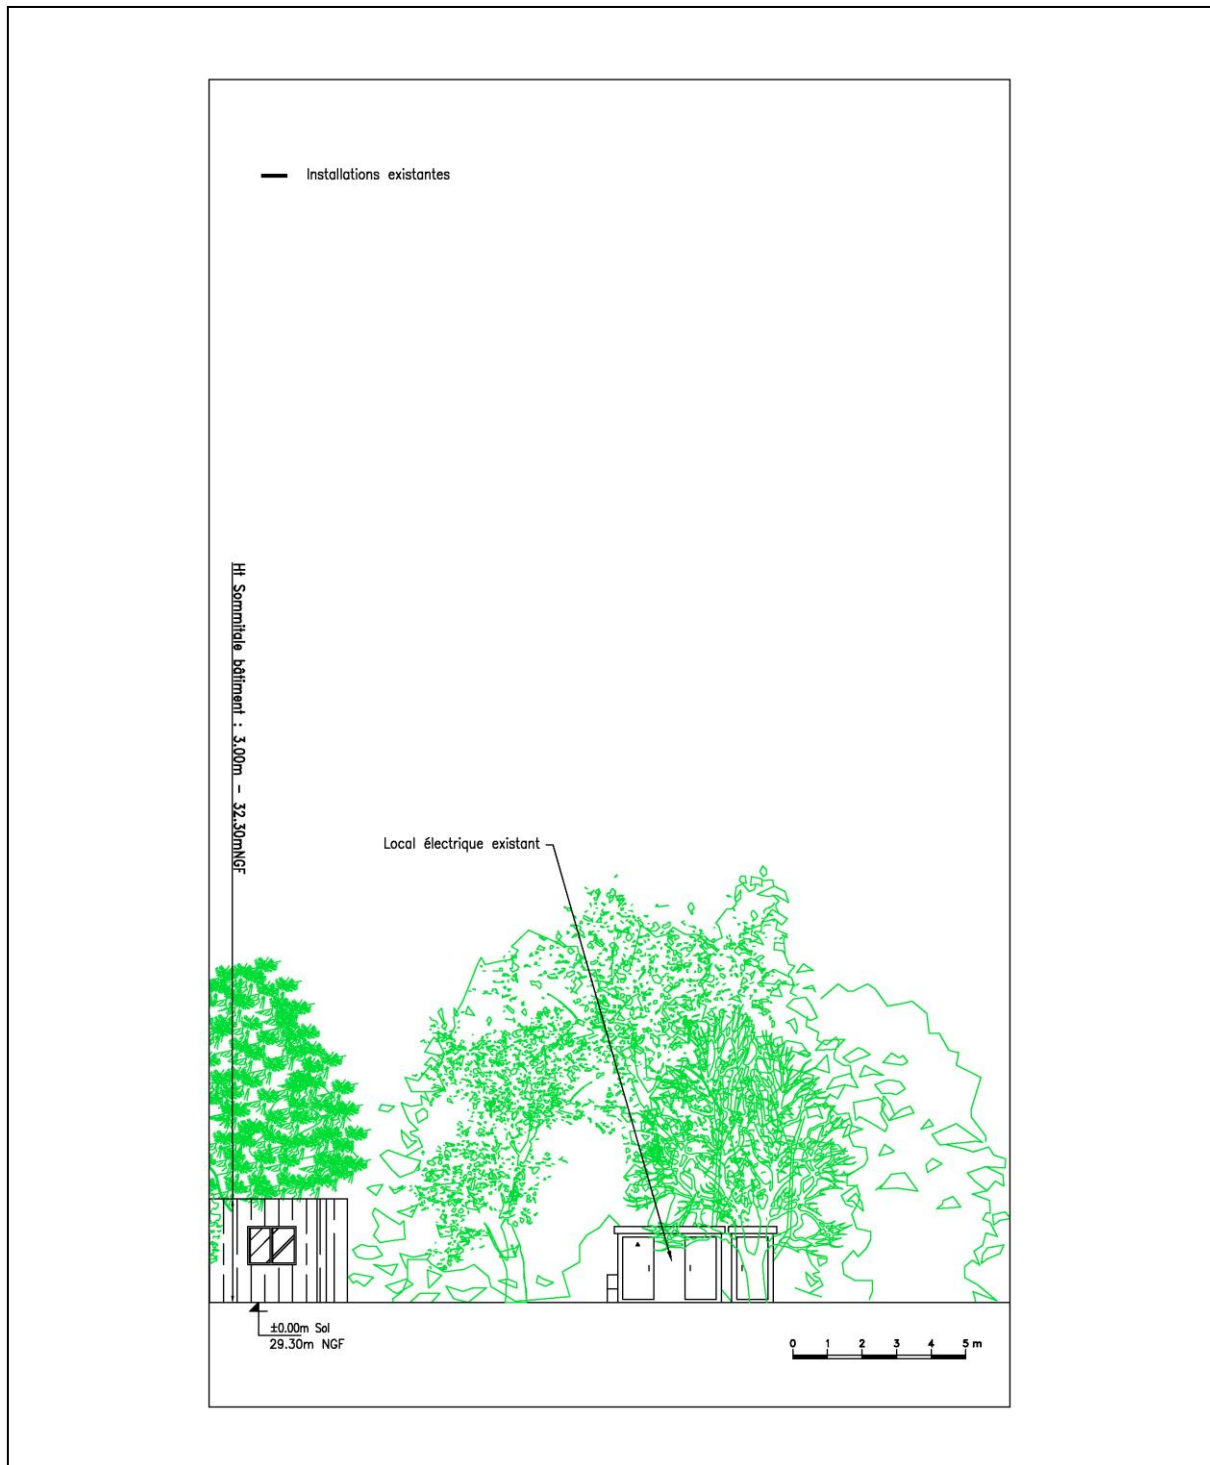 Installations existantes
Ht Sommitale bâtiment : 3.00m - 32.30mNGF
Local électrique existant
±0.00m Sol
29.30m NGF
0 1 2 3 4 5 m